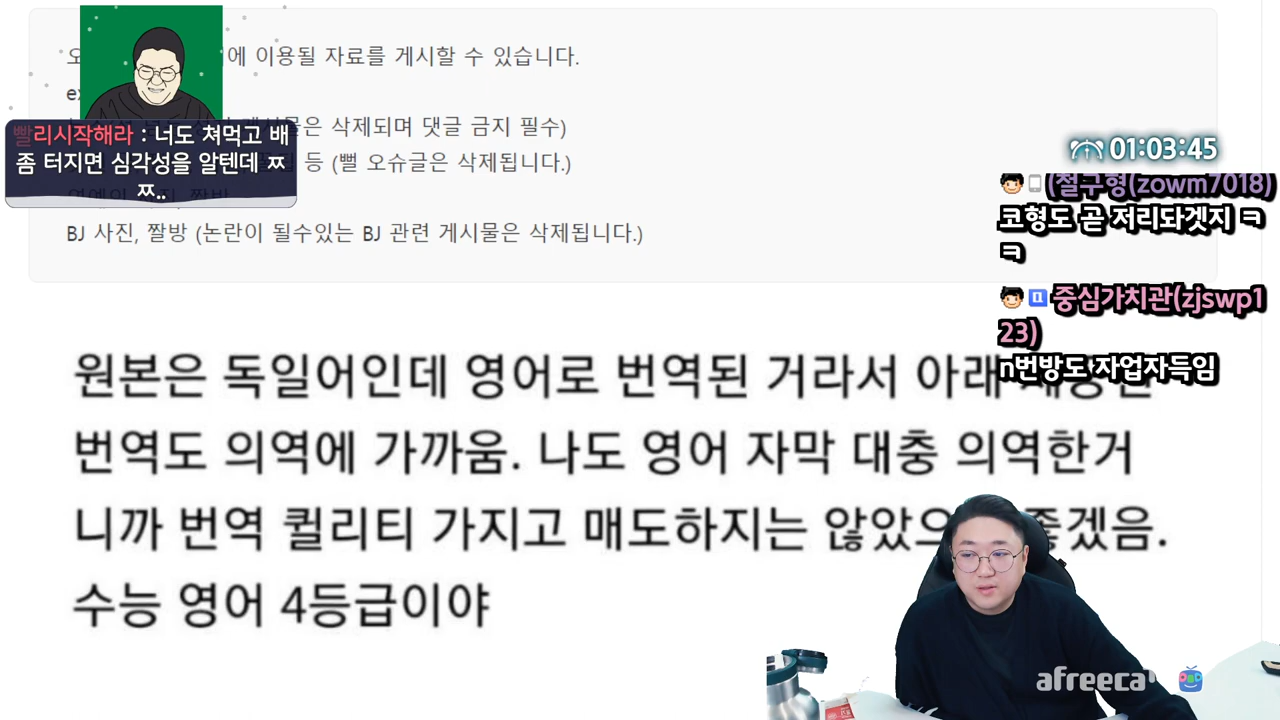 에 이용될 자료를 게시할 수 있습니다.
은 삭제되며 댓글 금지 필수)
등 (뻘 오슈글은 삭제됩니다.)
BJ 사진, 짤방 (논란이 될수있는 BJ 관련 게시물은 삭제됩니다.)
빨리시작해라 : 너도 쳐먹고 배
좀 터지면 심각성을 알텐데 ㅉ
ㅉ..
01:03:45
(철구형(zowm7018)
코형도 곧 저리돠겟지 ㅋ
ㅋ
중심가치관(zjswp1
23)
n번방도 자업자득임
원본은 독일어인데 영어로 번역된 거라서 아래
번역도 의역에 가까움. 나도 영어 자막 대충 의역한거
니까 번역 퀄리티 가지고 매도하지는 않았으 좋겠음.
수능 영어 4등급이야
afreeca